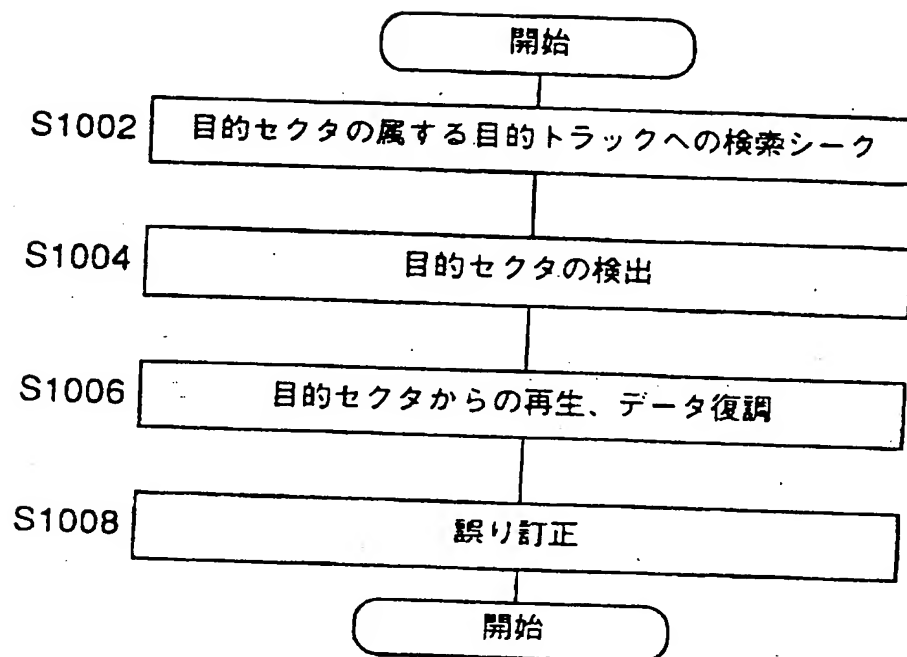 開始
S1002 目的セクタの属する目的トラックへの検索シーク
S1004 目的セクタの検出
S1006 目的セクタからの再生、データ復調
S1008 誤り訂正
開始